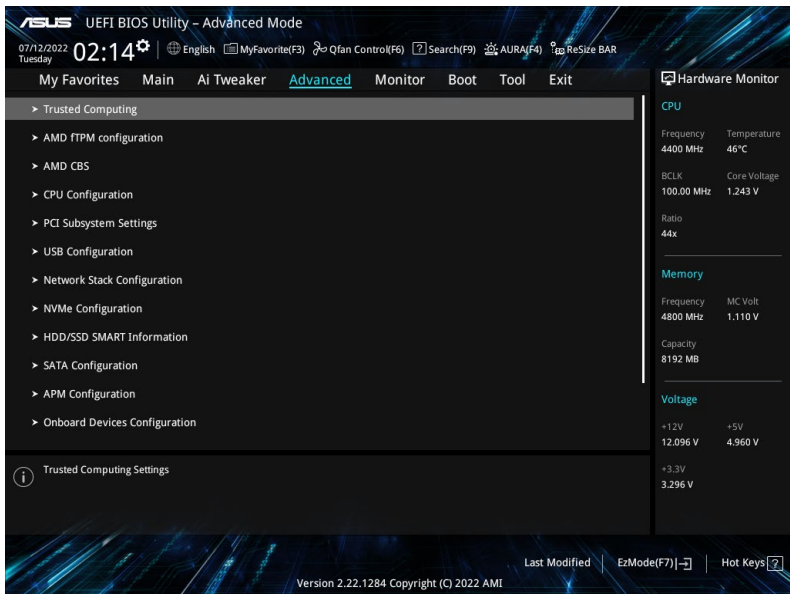 ASUS UEFI BIOS Utility – Advanced Mode
07/12/2022 Tuesday 02:14 English MyFavorite(F3) Qfan Control(F6) ? Search(F9) AURA(F4) ReSize BAR
My Favorites Main Ai Tweaker Advanced Monitor Boot Tool Exit
> Trusted Computing
> AMD fTPM configuration
> AMD CBS
> CPU Configuration
> PCI Subsystem Settings
> USB Configuration
> Network Stack Configuration
> NVMe Configuration
> HDD/SSD SMART Information
> SATA Configuration
> APM Configuration
> Onboard Devices Configuration
i Trusted Computing Settings
Hardware Monitor
CPU
Frequency Temperature
4400 MHz 46°C
BCLK Core Voltage
100.00 MHz 1.243 V
Ratio
44x
Memory
Frequency MC Volt
4800 MHz 1.110 V
Capacity
8192 MB
Voltage
+12V +5V
12.096 V 4.960 V
+3.3V
3.296 V
Last Modified EzMode(F7) Hot Keys ?
Version 2.22.1284 Copyright (C) 2022 AMI